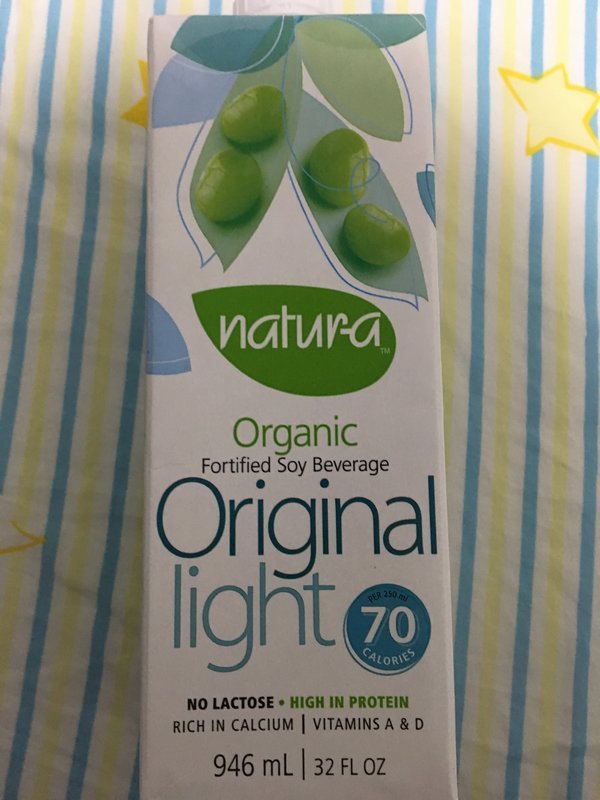 natur-a
TM
Organic
Fortified Soy Beverage
Original
light
PER 250 ml
70
CALORIES
NO LACTOSE • HIGH IN PROTEIN
RICH IN CALCIUM | VITAMINS A & D
946 mL | 32 FL OZ